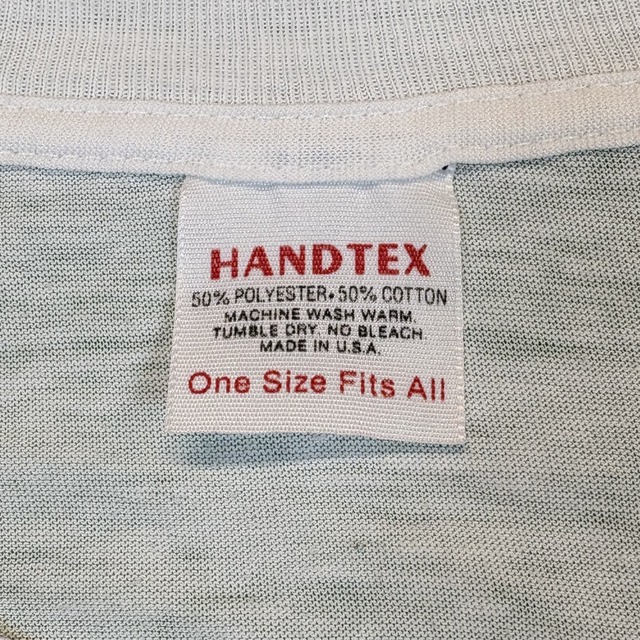 HANDTEX
50% POLYESTER • 50% COTTON
MACHINE WASH WARM.
TUMBLE DRY. NO BLEACH.
MADE IN U.S.A.
One Size Fits All